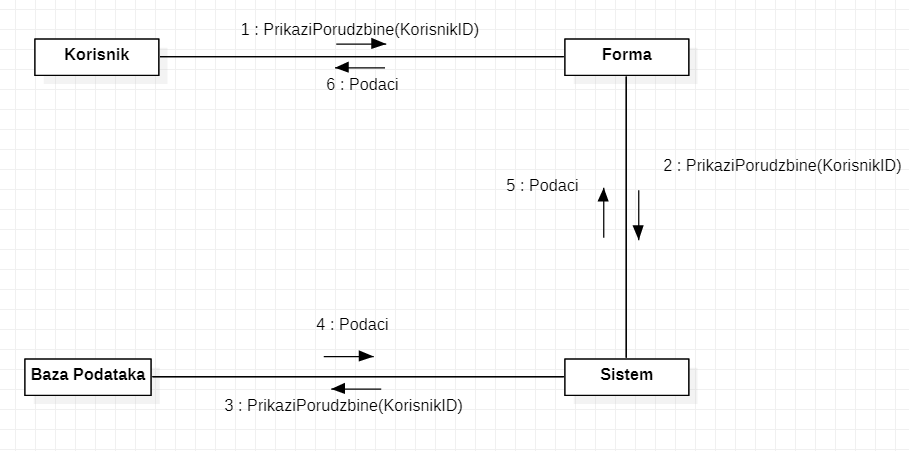 1 : PrikaziPorudzbine(KorisnikID)
Korisnik
Forma
6 : Podaci
2 : PrikaziPorudzbine(KorisnikID)
5 : Podaci
4 : Podaci
Baza Podataka
Sistem
3 : PrikaziPorudzbine(KorisnikID)